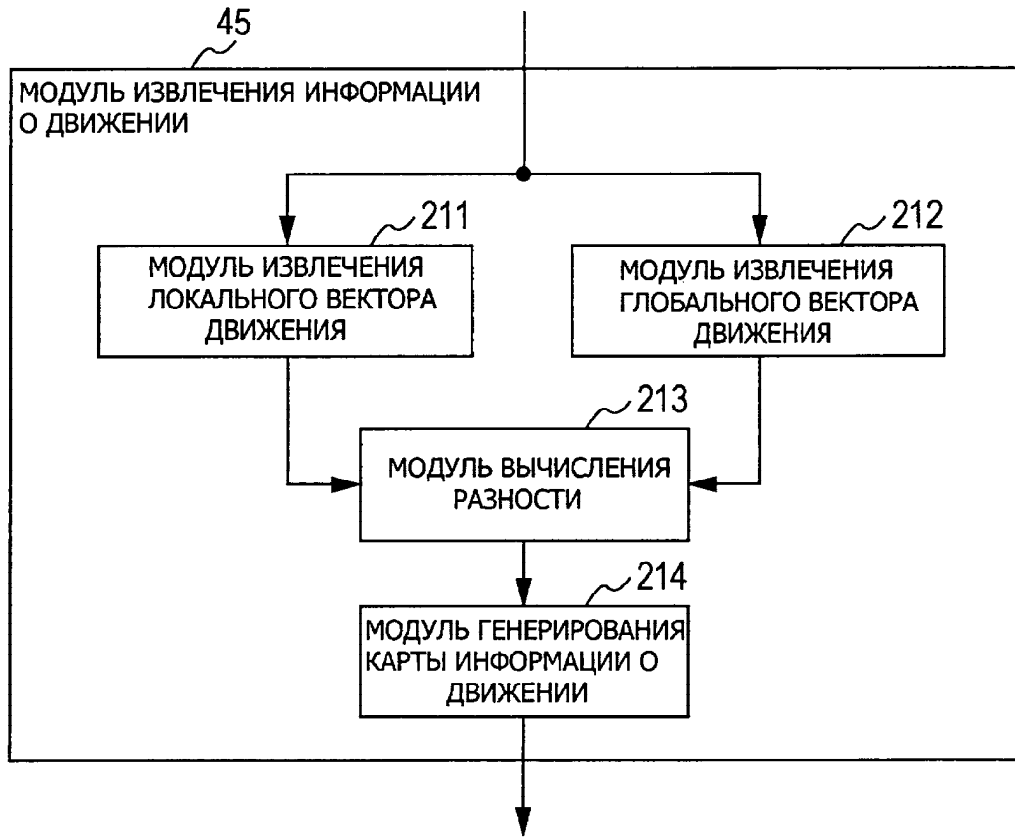 45
МОДУЛЬ ИЗВЛЕЧЕНИЯ ИНФОРМАЦИИ
О ДВИЖЕНИИ
211
МОДУЛЬ ИЗВЛЕЧЕНИЯ
ЛОКАЛЬНОГО ВЕКТОРА
ДВИЖЕНИЯ
212
МОДУЛЬ ИЗВЛЕЧЕНИЯ
ГЛОБАЛЬНОГО ВЕКТОРА
ДВИЖЕНИЯ
213
МОДУЛЬ ВЫЧИСЛЕНИЯ
РАЗНОСТИ
214
МОДУЛЬ ГЕНЕРИРОВАНИЯ
КАРТЫ ИНФОРМАЦИИ О
ДВИЖЕНИИ